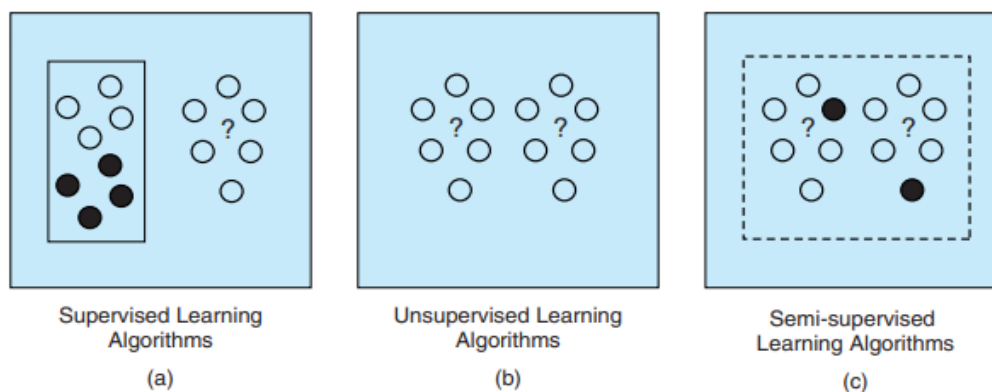 ?
? ?
? ?
Supervised Learning
Algorithms
(a)
Unsupervised Learning
Algorithms
(b)
Semi-supervised
Learning Algorithms
(c)